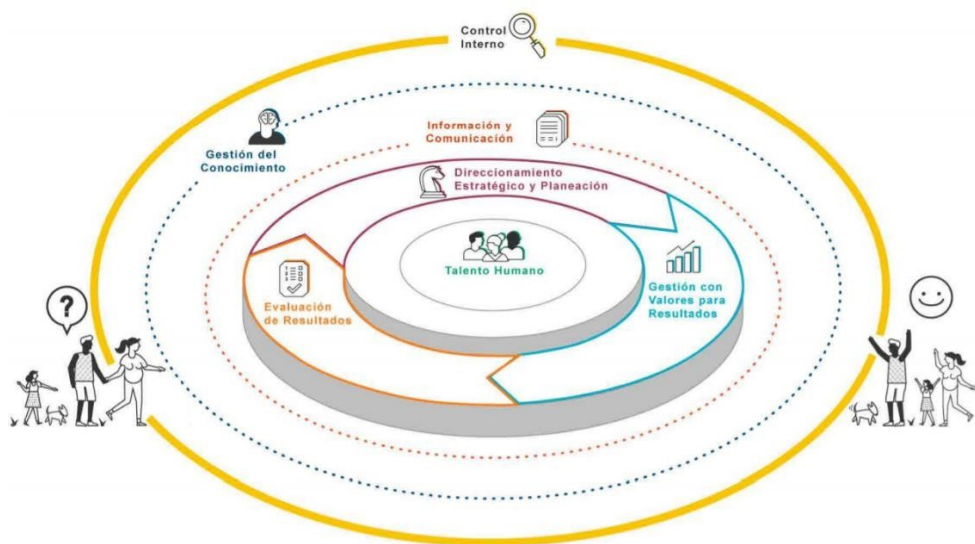 Control
Interno
Gestión del
Conocimiento
Información y
Comunicación
Direccionamiento
Estratégico y Planeación
Talento Humano
Evaluación
de Resultados
Gestión con
Valores para
Resultados
?